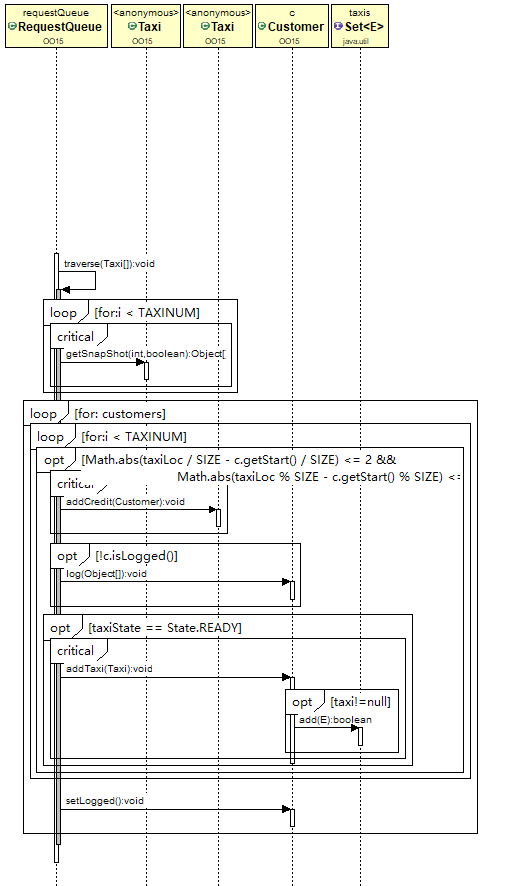 requestQueue
RequestQueue
OO15
<anonymous>
Taxi
OO15
<anonymous>
Taxi
OO15
c
Customer
OO15
taxis
Set<E>
java.util
traverse(Taxi[]):void
loop [for:i < TAXINUM]
critical
getSnapShot(int,boolean):Object[
loop [for: customers]
loop [for:i < TAXINUM]
opt [Math.abs(taxiLoc / SIZE - c.getStart() / SIZE) <= 2 &&
Math.abs(taxiLoc % SIZE - c.getStart() % SIZE) <=
critical
addCredit(Customer):void
opt [!c.isLogged()]
log(Object[]):void
opt [taxiState == State.READY]
critical
addTaxi(Taxi):void
opt [taxi!=null]
add(E):boolean
setLogged():void